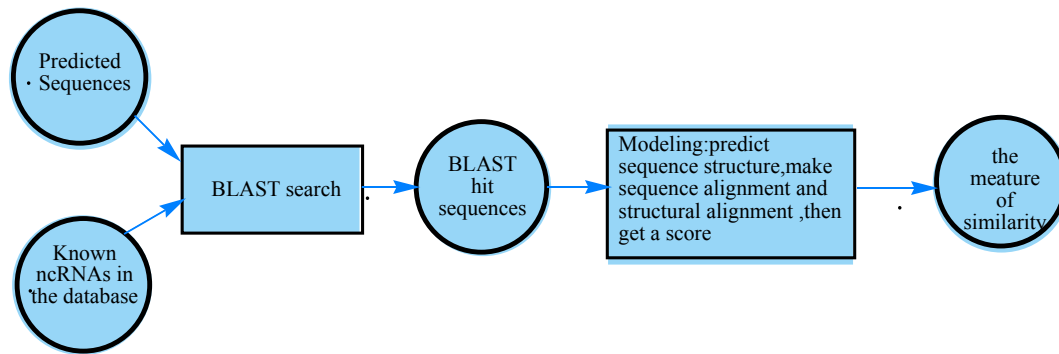 Predicted
Sequences
Known
ncRNAs in
the database
BLAST search
BLAST
hit
sequences
Modeling:predict
sequence structure,make
sequence alignment and
structural alignment ,then
get a score
the
meature
of
similarity